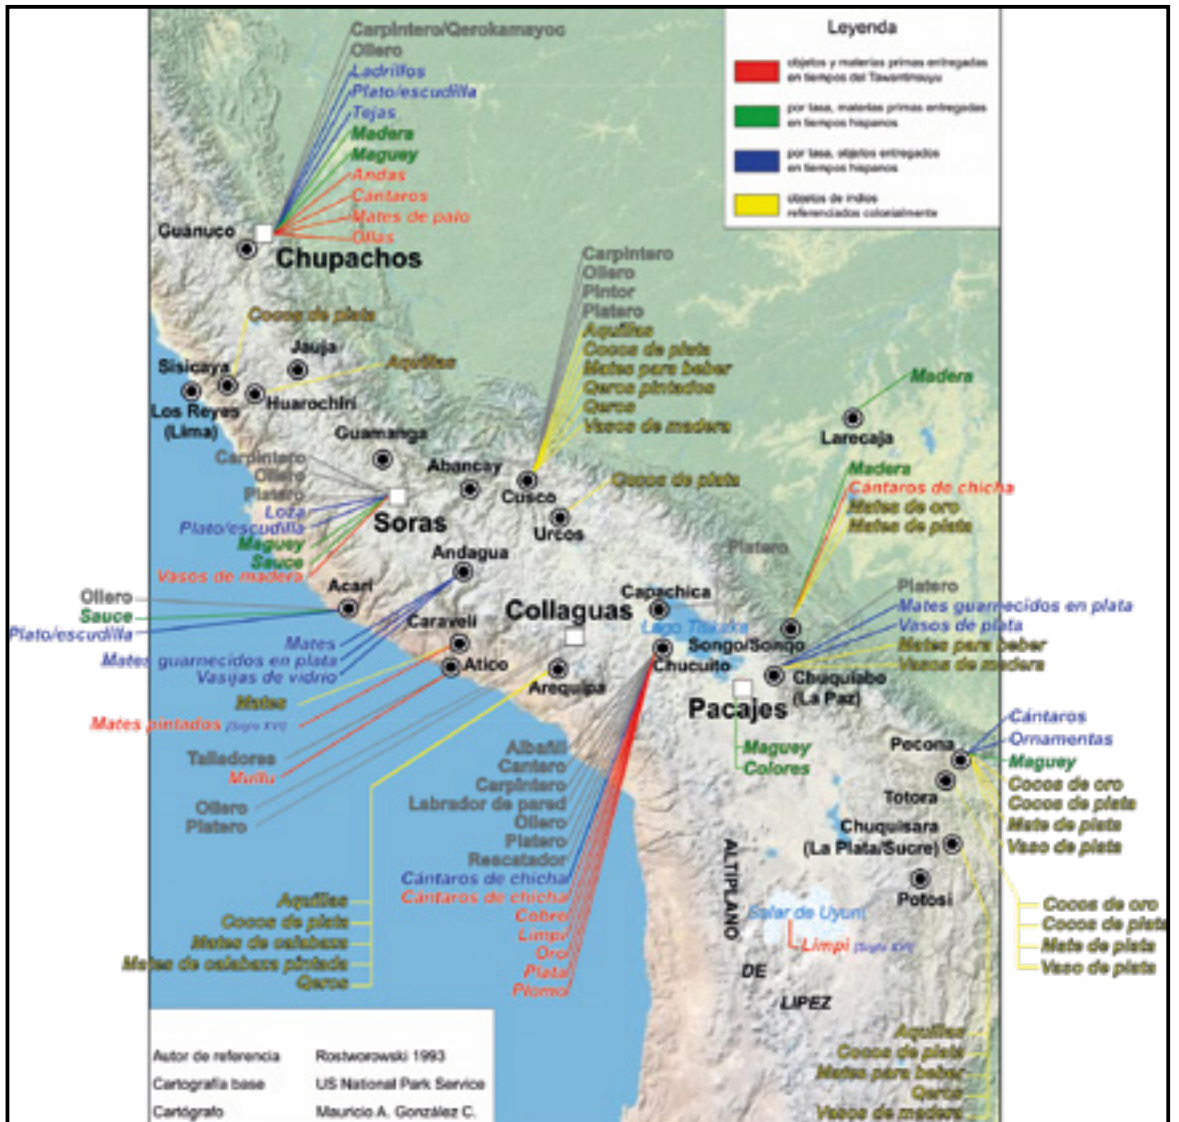 Carpintero/Qerokamayoc
Ollero
Ladrillos
Plato/escudilla
Tejas
Madera
Maguey
Andas
Cántaros
Mates de palo
Ollas
Guánuco
Chupachos
Leyenda
objetos y materias primas entregadas
en tiempos del Tawantinsuyu
por tasa, materias primas entregadas
en tiempos hispanos
por tasa, objetos entregados
en tiempos hispanos
objetos de indios
referenciados colonialmente
Carpintero
Ollero
Pintor
Platero
Aquillas
Cocos de plata
Mates para beber
Qeros pintados
Qeros
Vasos de madera
Cocos de plata
Jauja
Aquillas
Sisicaya
Los Reyes
(Lima)
Huarochirí
Guamanga
Abancay
Cusco
Cocos de plata
Urcos
Madera
Larecaja
Madera
Cántaros de chicha
Mates de oro
Mates de plata
Carpintero
Ollero
Platero
Loza
Plato/escudilla
Maguey
Sauce
Vasos de madera
Soras
Andagua
Platero
Ollero
Sauce
Plato/escudilla
Acarí
Capachica
Collaguas
Lago Titikaka
Songo/Songo
Chucuito
Platero
Mates guarnecidos en plata
Vasos de plata
Mates para beber
Vasos de madera
Chuquiabo
(La Paz)
Caravelí
Atico
Arequipa
Mates
Mates guarnecidos en plata
Vasijas de vidrio
Mates
Mates pintados (Siglo XVI)
Talladores
Mullu
Ollero
Platero
Pacajes
Maguey
Colores
Albañil
Cantero
Carpintero
Labrador de pared
Ollero
Platero
Rescatador
Cántaros de chicha
Cántaros de chicha
Cobre
Limpi
Oro
Plata
Plomo
Pecona
Cántaros
Ornamentas
Maguey
Cocos de oro
Cocos de plata
Mate de plata
Vaso de plata
Totora
Chuquisara
(La Plata/Sucre)
Potosí
Cocos de oro
Cocos de plata
Mate de plata
Vaso de plata
Aquillas
Cocos de plata
Mates de calabaza
Mates de calabaza pintada
Qeros
ALTIPLANO
DE
LIPEZ
Salar de Uyuni
Limpi (Siglo XVI)
Aquillas
Cocos de plata
Mates para beber
Qeros
Vasos de madera
Autor de referencia Rostworowski 1993
Cartografía base US National Park Service
Cartógrafo Mauricio A. González C.